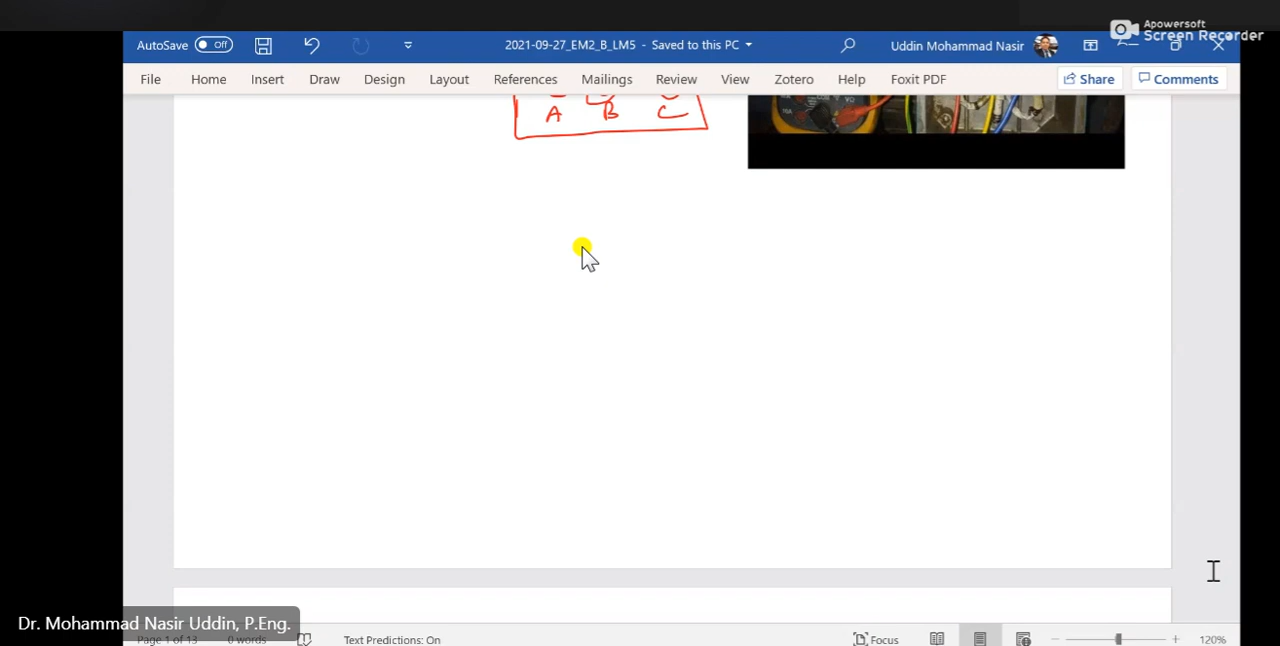 Apowersoft
Screen Recorder
AutoSave Off 2021-09-27_EM2_B_LM5 - Saved to this PC Uddin Mohammad Nasir
File Home Insert Draw Design Layout References Mailings Review View Zotero Help Foxit PDF Share Comments
A B C
Dr. Mohammad Nasir Uddin, P.Eng.
Page 1 of 13 0 words Text Predictions: On Focus 120%